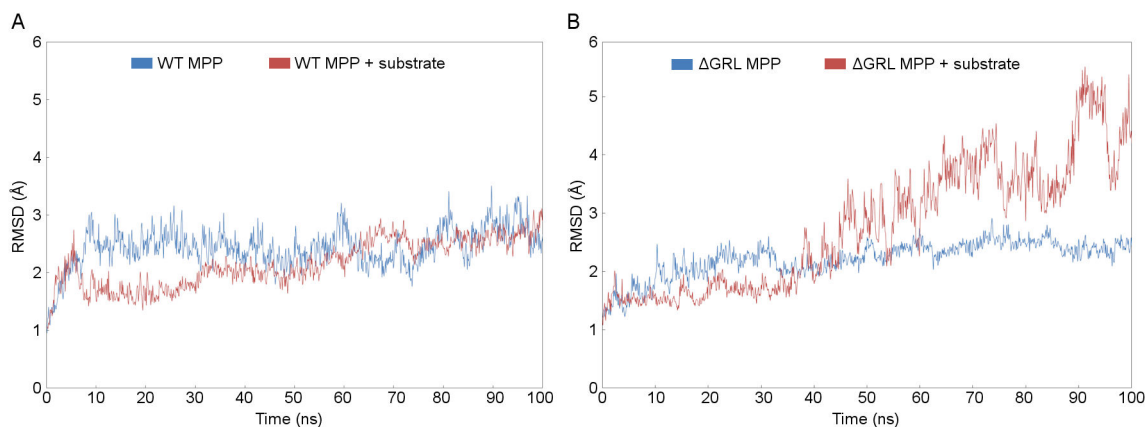 A
B
WT MPP
WT MPP + substrate
ΔGRL MPP
ΔGRL MPP + substrate
RMSD (Å)
6
5
4
3
2
1
0
0 10 20 30 40 50 60 70 80 90 100
Time (ns)
RMSD (Å)
6
5
4
3
2
1
0
0 10 20 30 40 50 60 70 80 90 100
Time (ns)